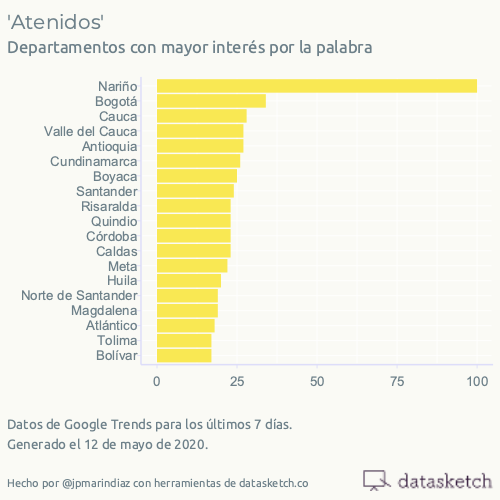 'Atenidos'
Departamentos con mayor interés por la palabra
Nariño
Bogotá
Cauca
Valle del Cauca
Antioquia
Cundinamarca
Boyaca
Santander
Risaralda
Quindio
Córdoba
Caldas
Meta
Huila
Norte de Santander
Magdalena
Atlántico
Tolima
Bolívar
0 25 50 75 100
Datos de Google Trends para los últimos 7 días.
Generado el 12 de mayo de 2020.
Hecho por @jpmarindiaz con herramientas de datasketch.co
datasketch